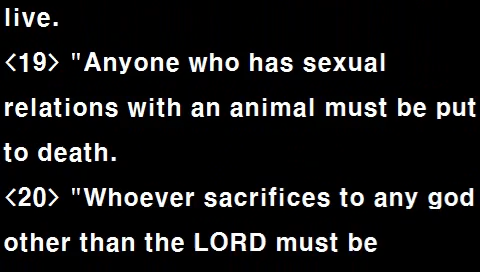 live.
<19> "Anyone who has sexual
relations with an animal must be put
to death.
<20> "Whoever sacrifices to any god
other than the LORD must be